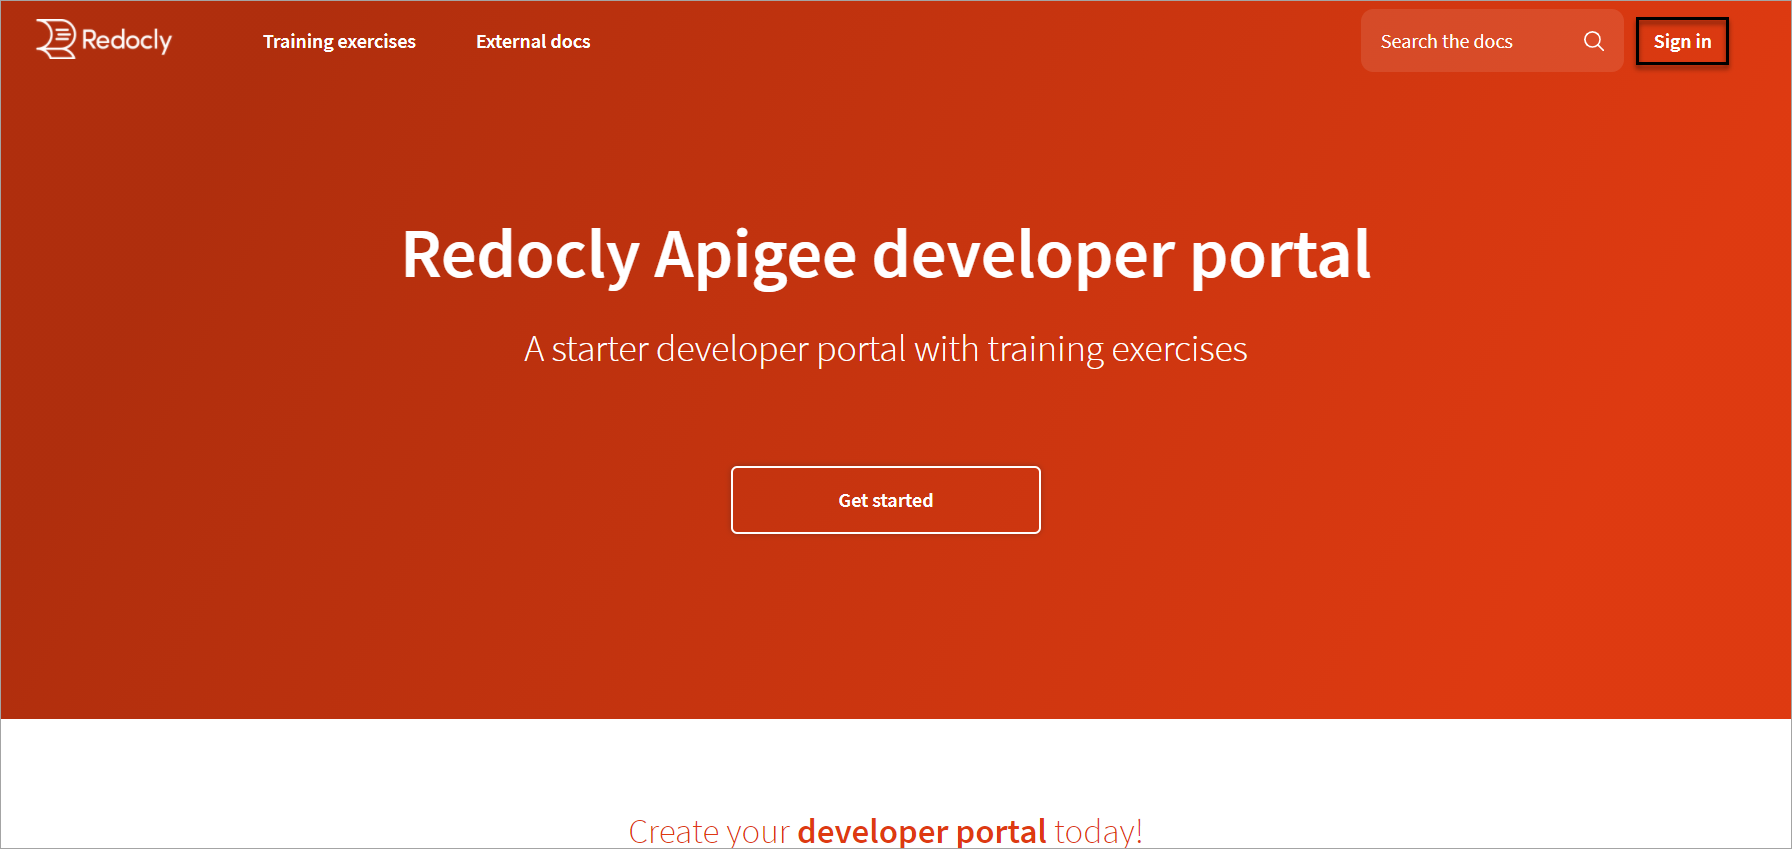 Redocly
Training exercises
External docs
Search the docs
Sign in
Redocly Apigee developer portal
A starter developer portal with training exercises
Get started
Create your developer portal today!